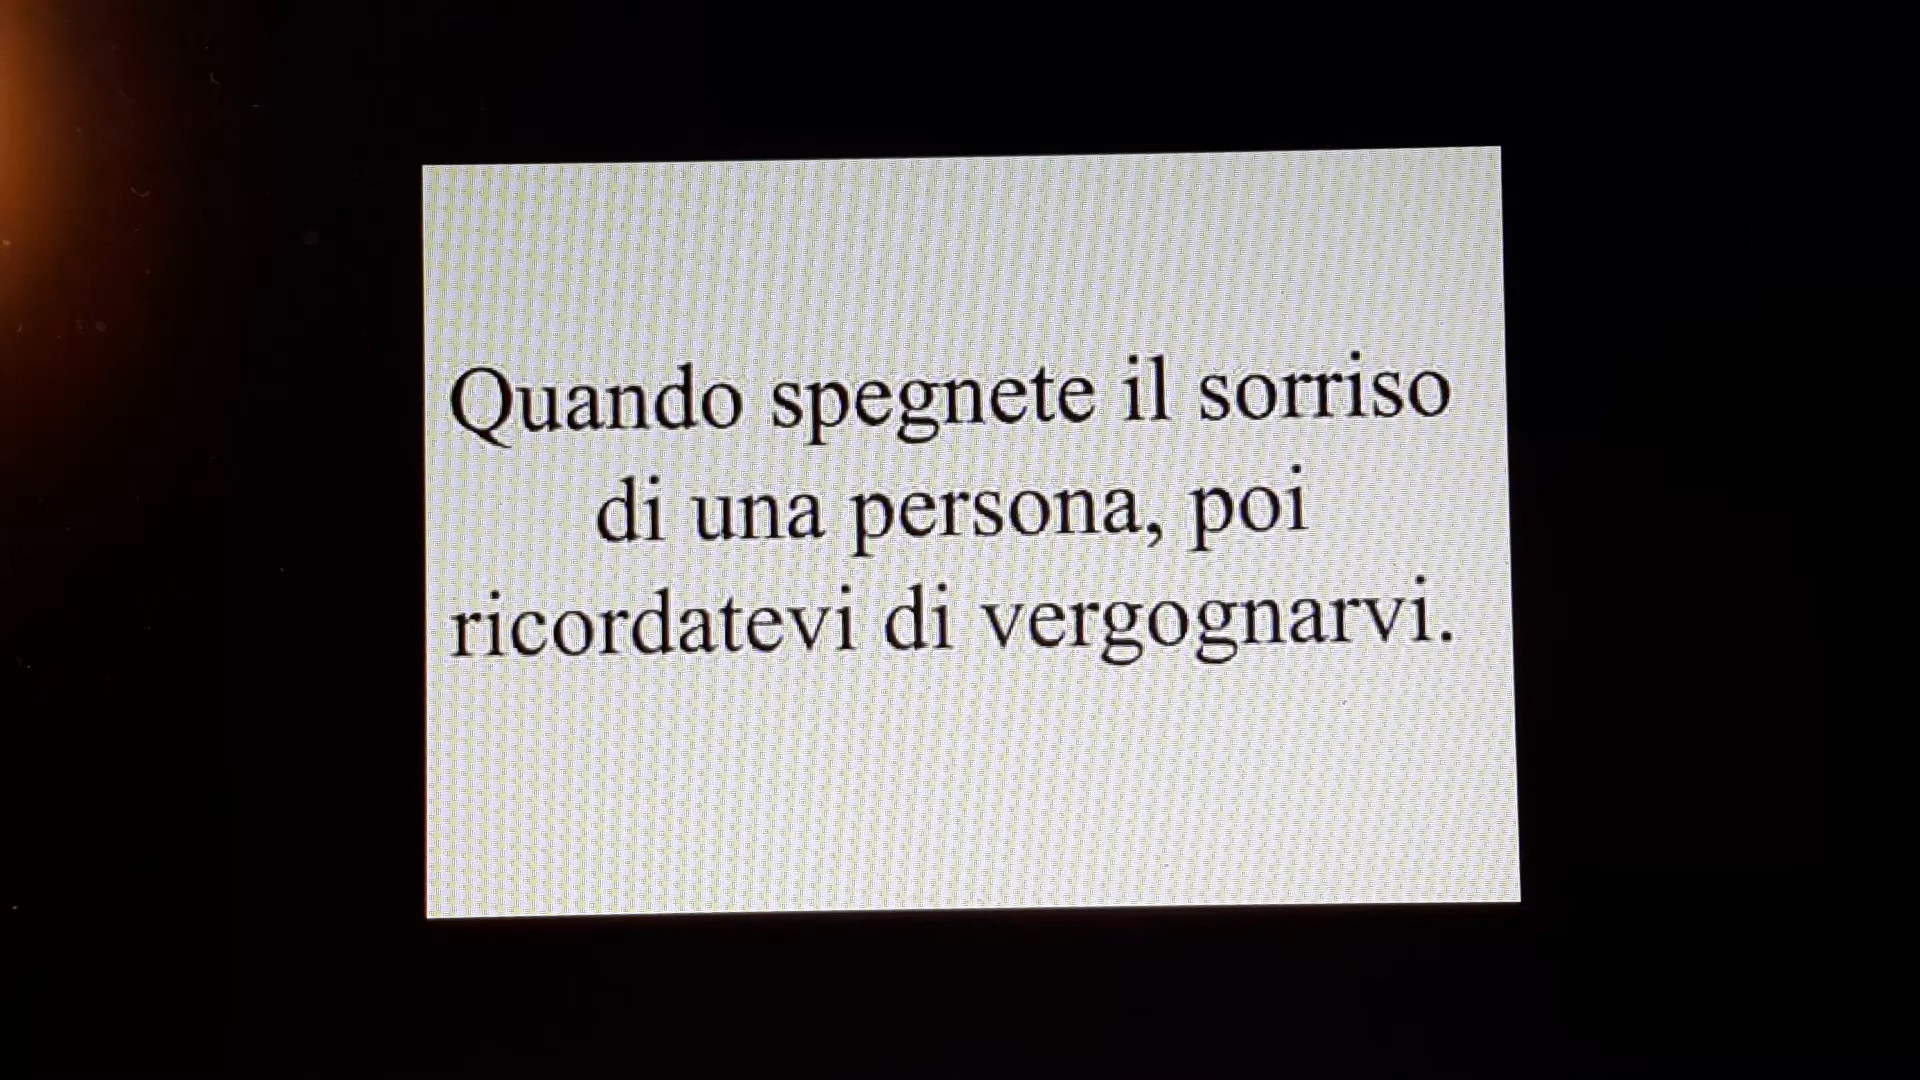 Quando spegnete il sorriso
di una persona, poi
ricordatevi di vergognarvi.